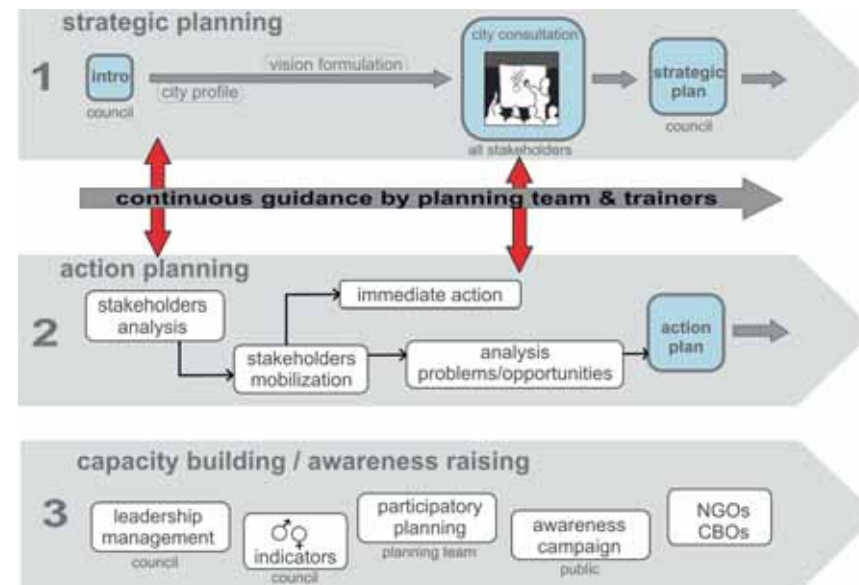 strategic planning
1
intro
council
city profile
vision formulation
city consultation
all stakeholders
strategic
plan
council
continuous guidance by planning team & trainers
action planning
2
stakeholders
analysis
stakeholders
mobilization
immediate action
analysis
problems/opportunities
action
plan
capacity building / awareness raising
3
leadership
management
council
♂♀
indicators
council
participatory
planning
planning team
awareness
campaign
public
NGOs
CBOs